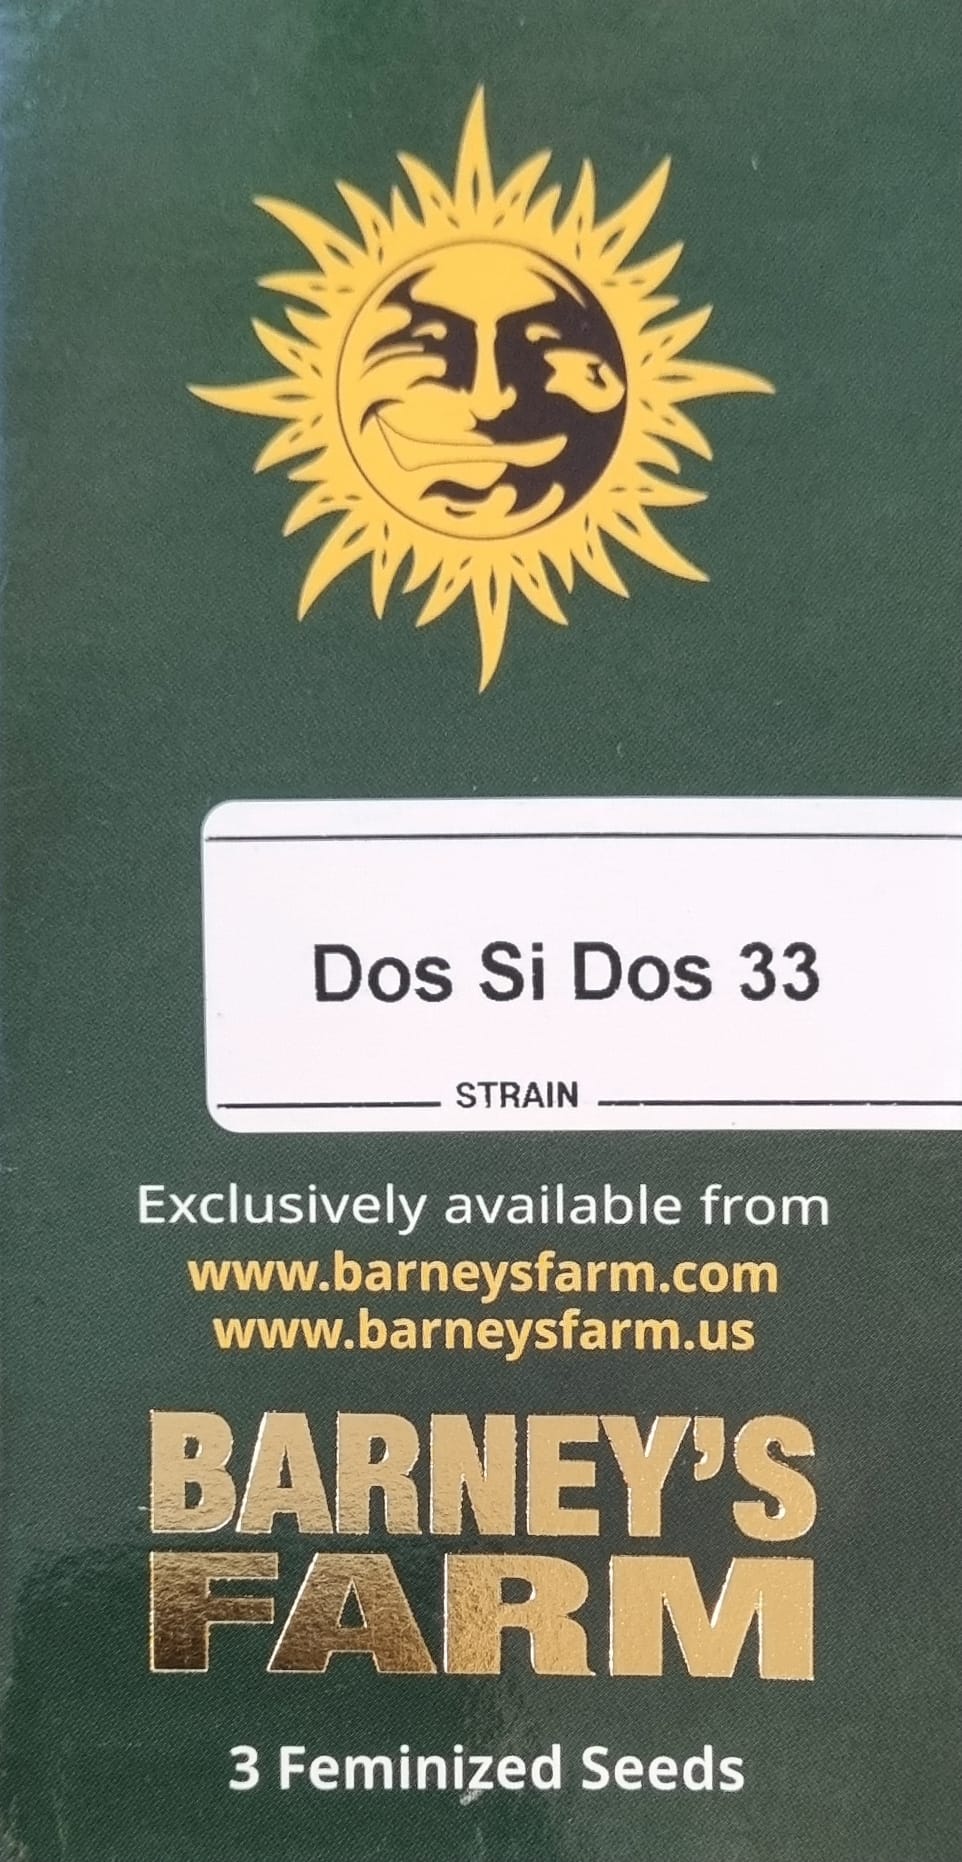 Dos Si Dos 33
STRAIN
Exclusively available from
www.barneysfarm.com
www.barneysfarm.us
BARNEY'S
FARM
3 Feminized Seeds